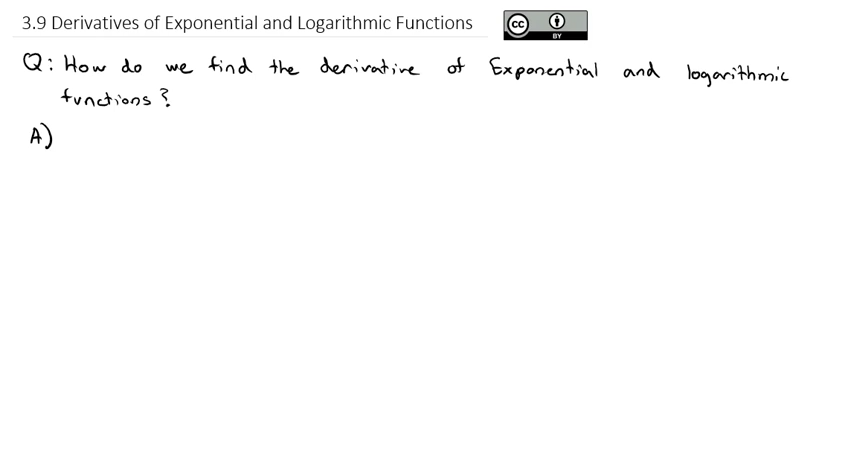 3.9 Derivatives of Exponential and Logarithmic Functions
cc BY
Q: How do we find the derivative of Exponential and logarithmic
functions?
A)